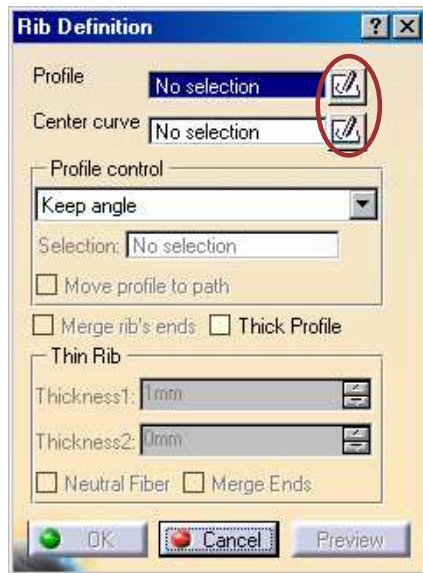 Rib Definition ? X
Profile No selection
Center curve No selection
Profile control
Keep angle
Selection: No selection
Move profile to path
Merge rib's ends Thick Profile
Thin Rib
Thickness1: 1mm
Thickness2: 0mm
Neutral Fiber Merge Ends
OK Cancel Preview